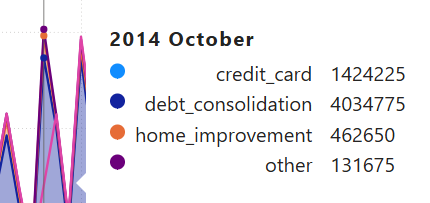 2014 October
credit_card 1424225
debt_consolidation 4034775
home_improvement 462650
other 131675